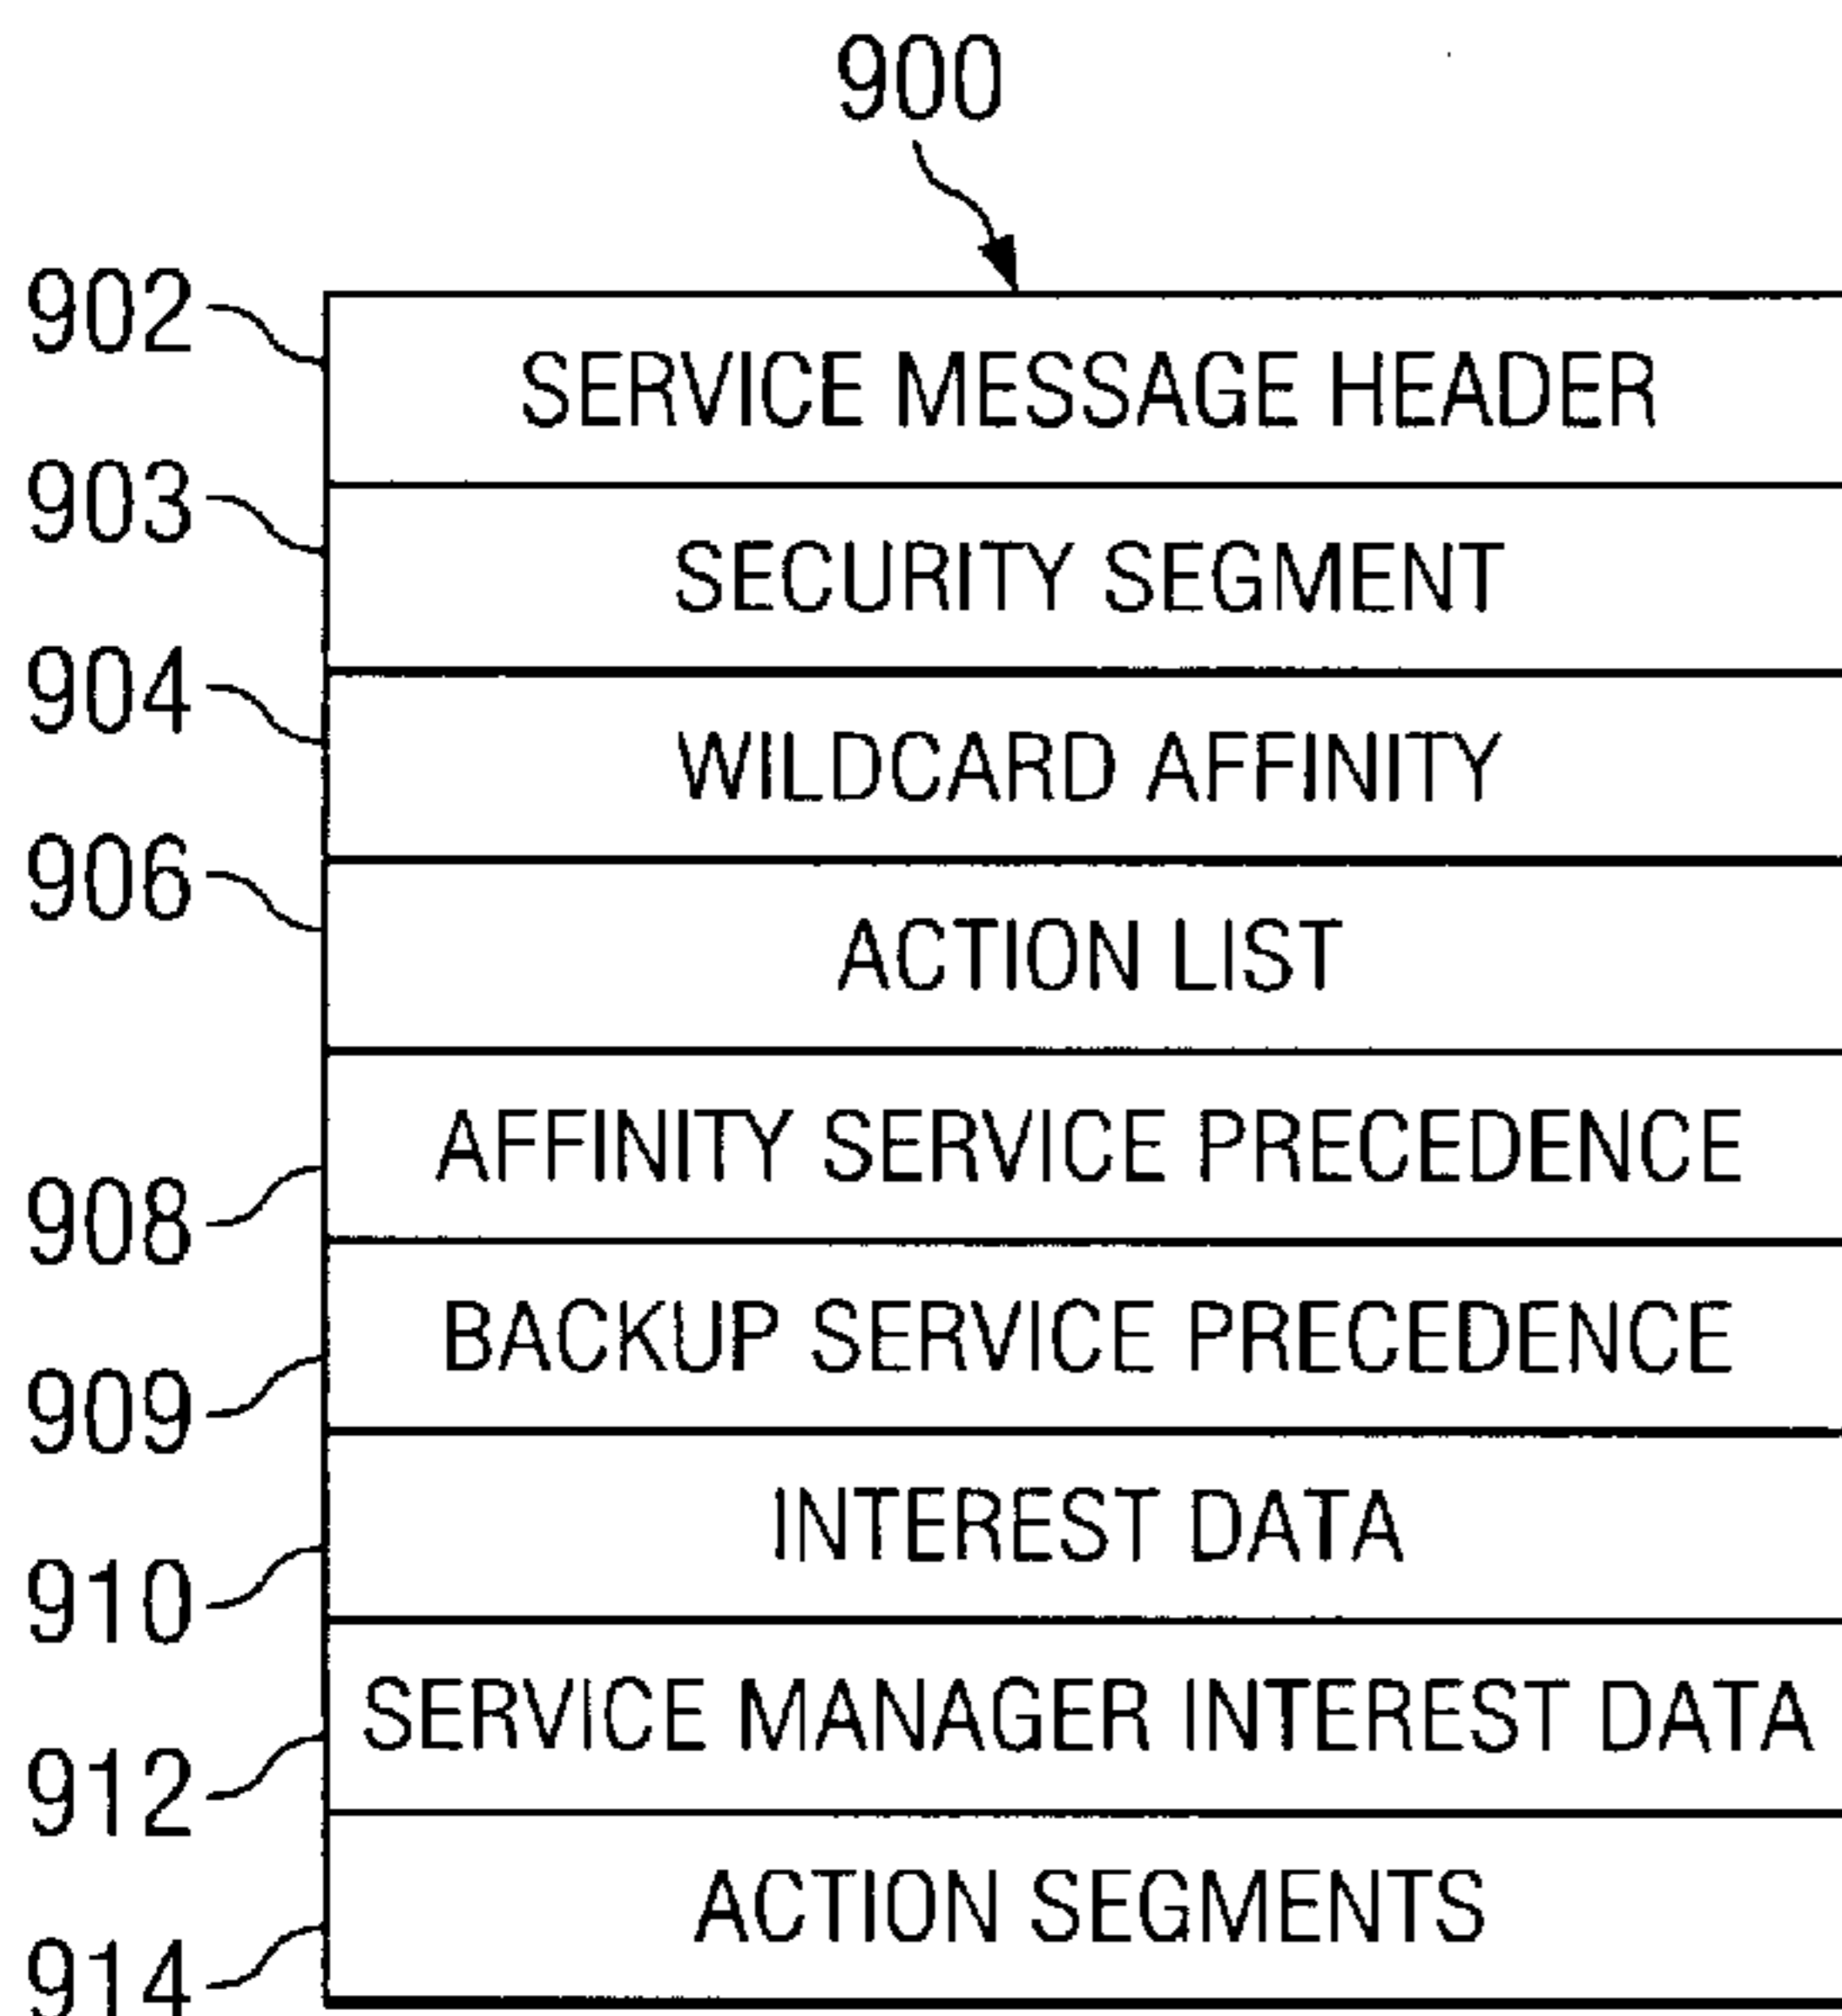 900
902 SERVICE MESSAGE HEADER
903 SECURITY SEGMENT
904 WILDCARD AFFINITY
906 ACTION LIST
908 AFFINITY SERVICE PRECEDENCE
909 BACKUP SERVICE PRECEDENCE
910 INTEREST DATA
912 SERVICE MANAGER INTEREST DATA
914 ACTION SEGMENTS